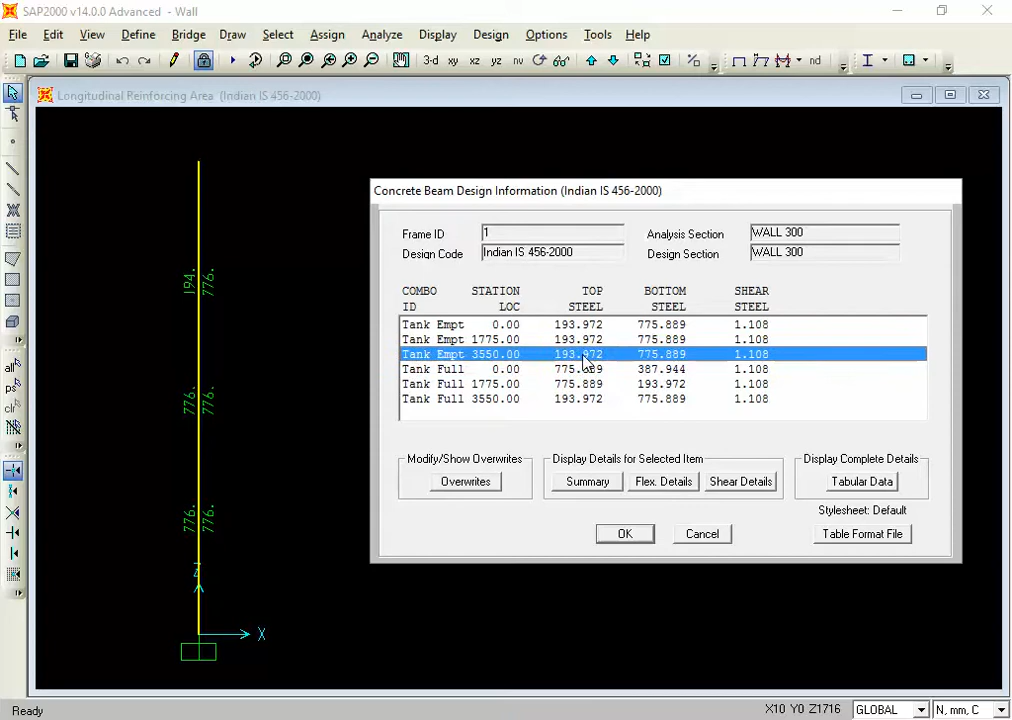 SAP2000 v14.0.0 Advanced - Wall
File Edit View Define Bridge Draw Select Assign Analyze Display Design Options Tools Help
3-d xy xz yz nv nd
Longitudinal Reinforcing Area (Indian IS 456-2000)
Concrete Beam Design Information (Indian IS 456-2000)
Frame ID 1 Analysis Section WALL 300
Design Code Indian IS 456-2000 Design Section WALL 300
COMBO STATION TOP BOTTOM SHEAR
ID LOC STEEL STEEL STEEL
Tank Empt 0.00 193.972 775.889 1.108
Tank Empt 1775.00 193.972 775.889 1.108
Tank Empt 3550.00 193.972 775.889 1.108
Tank Full 0.00 775.889 387.944 1.108
Tank Full 1775.00 775.889 193.972 1.108
Tank Full 3550.00 193.972 775.889 1.108
Modify/Show Overwrites Display Details for Selected Item Display Complete Details
Overwrites Summary Flex. Details Shear Details Tabular Data
Stylesheet: Default
OK Cancel Table Format File
194. 776.
776. 776.
776. 776.
Z
X
all
ps
clr
Ready X10 Y0 Z1716 GLOBAL N, mm, C